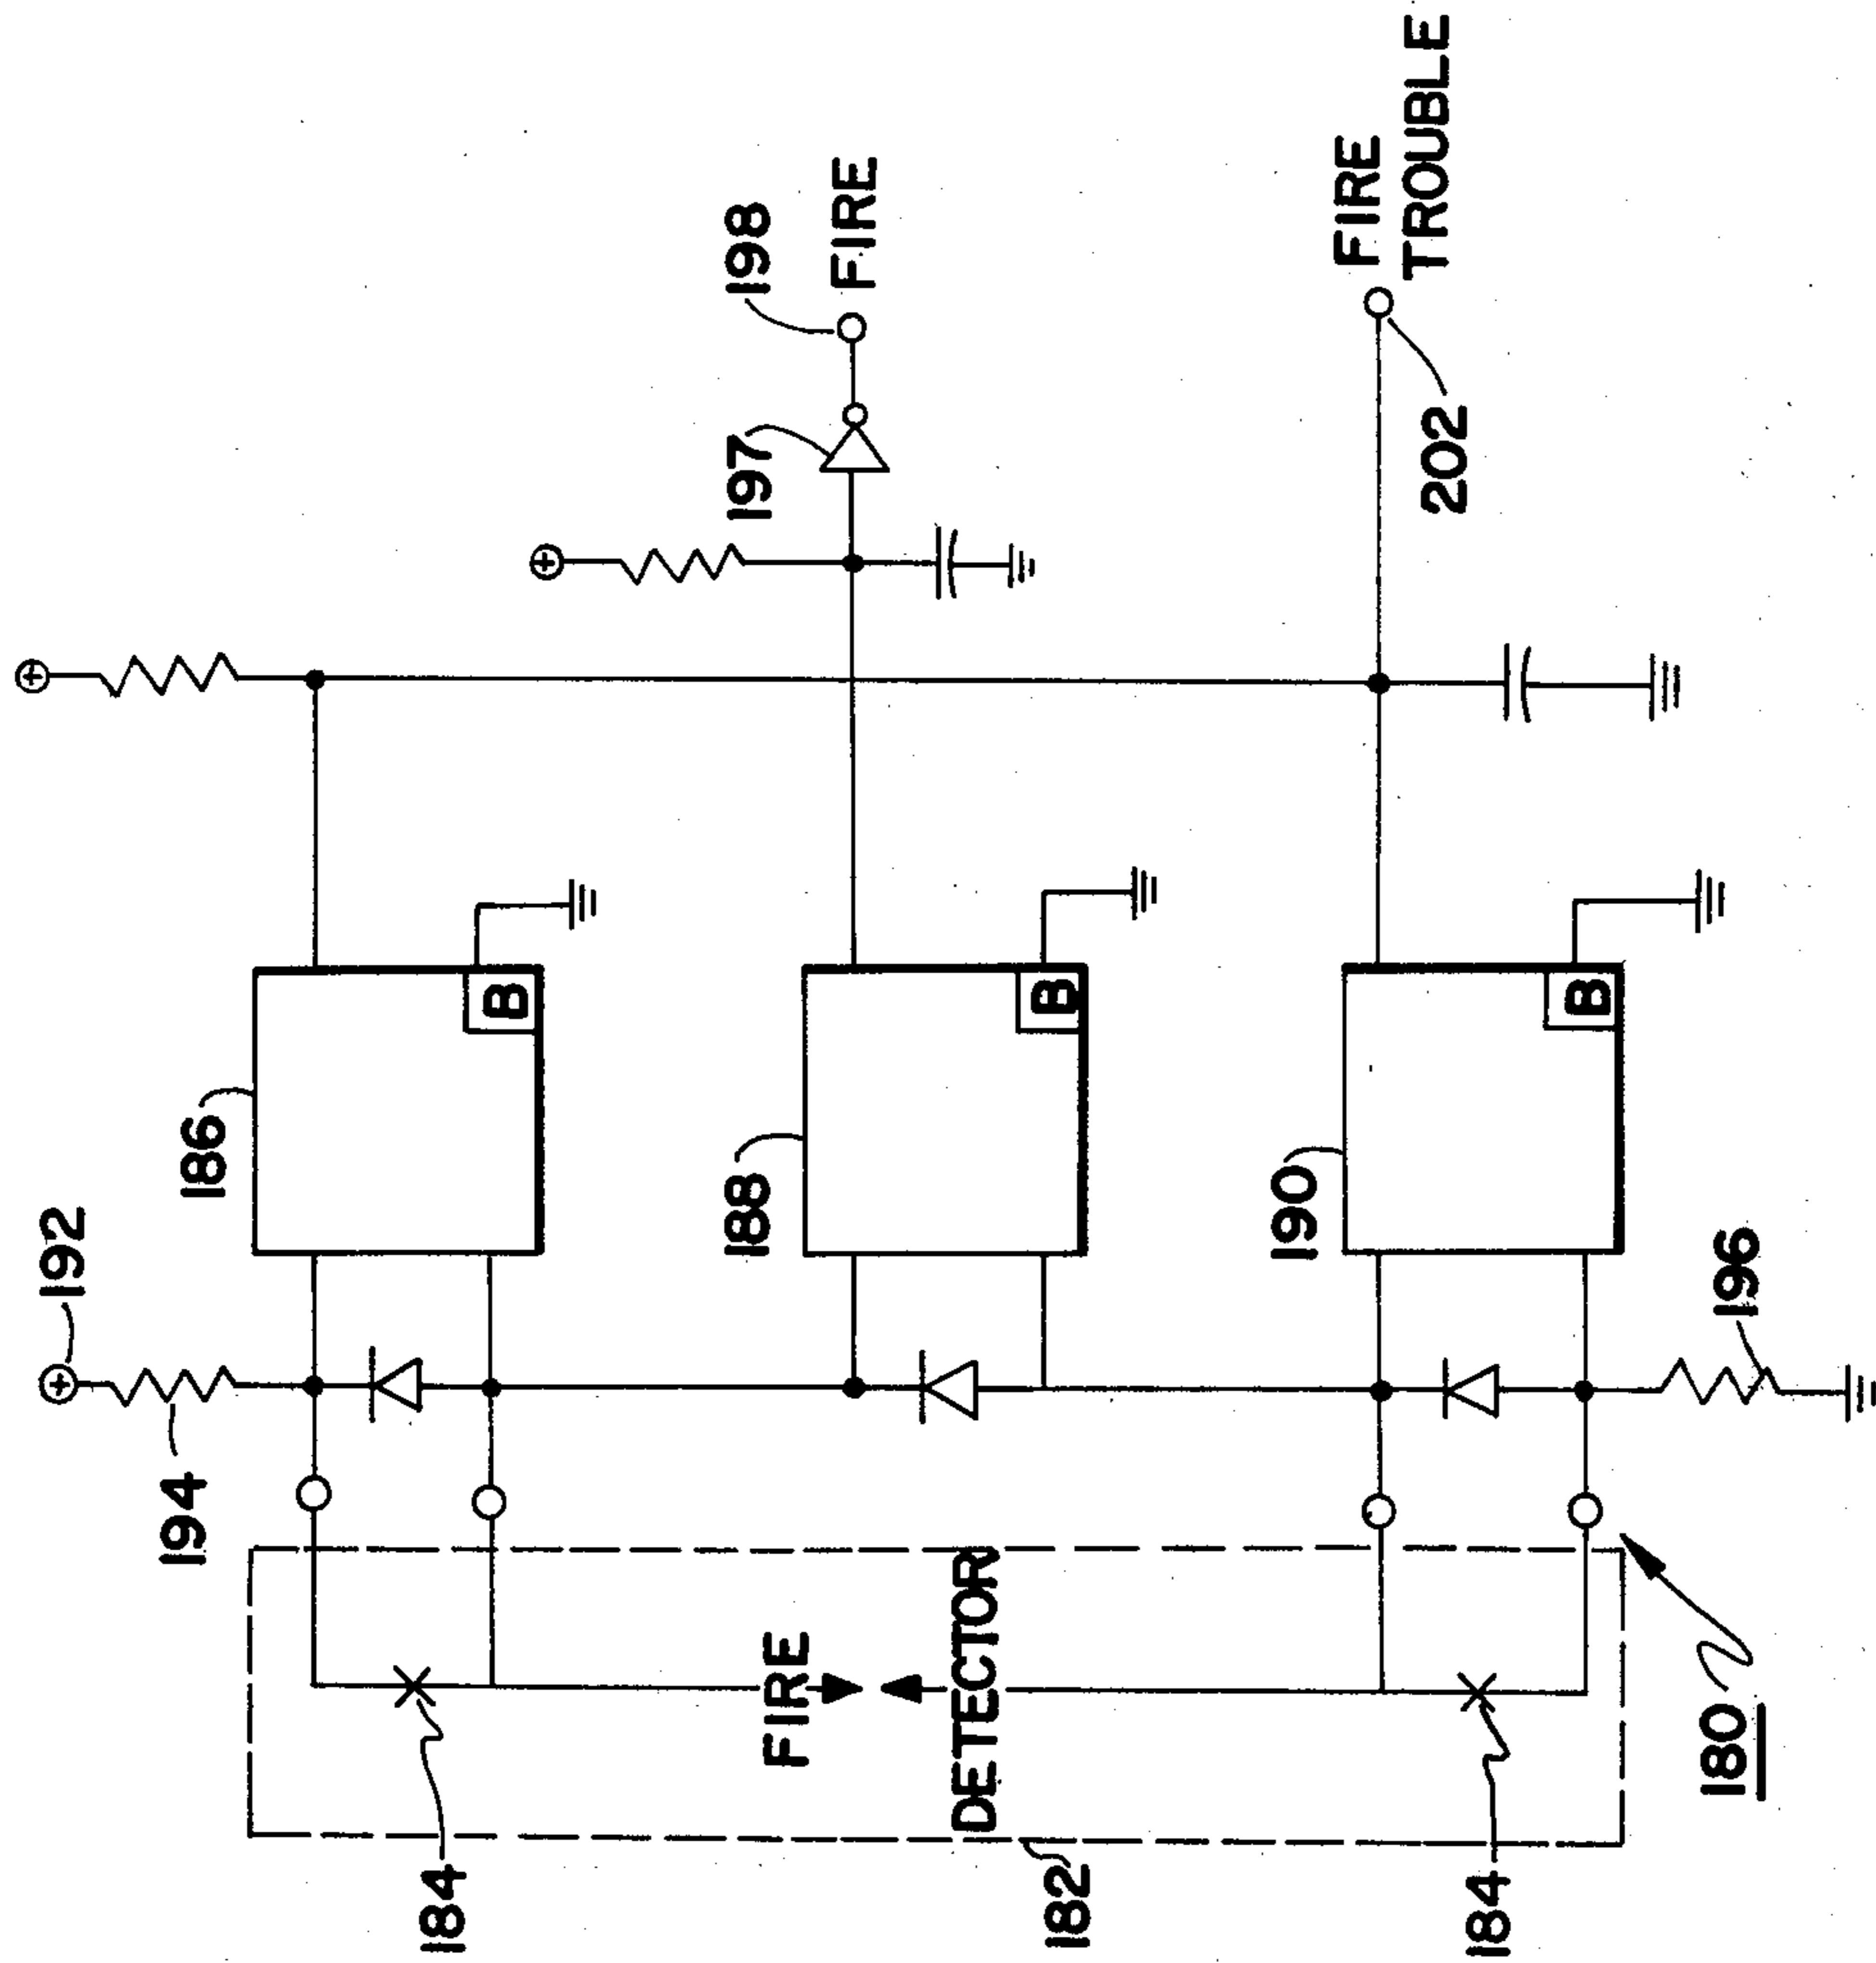 192
194
186
B
184
198
197
FIRE
188
B
FIRE
DETECTOR
182
190
B
FIRE
TROUBLE
202
196
184
180